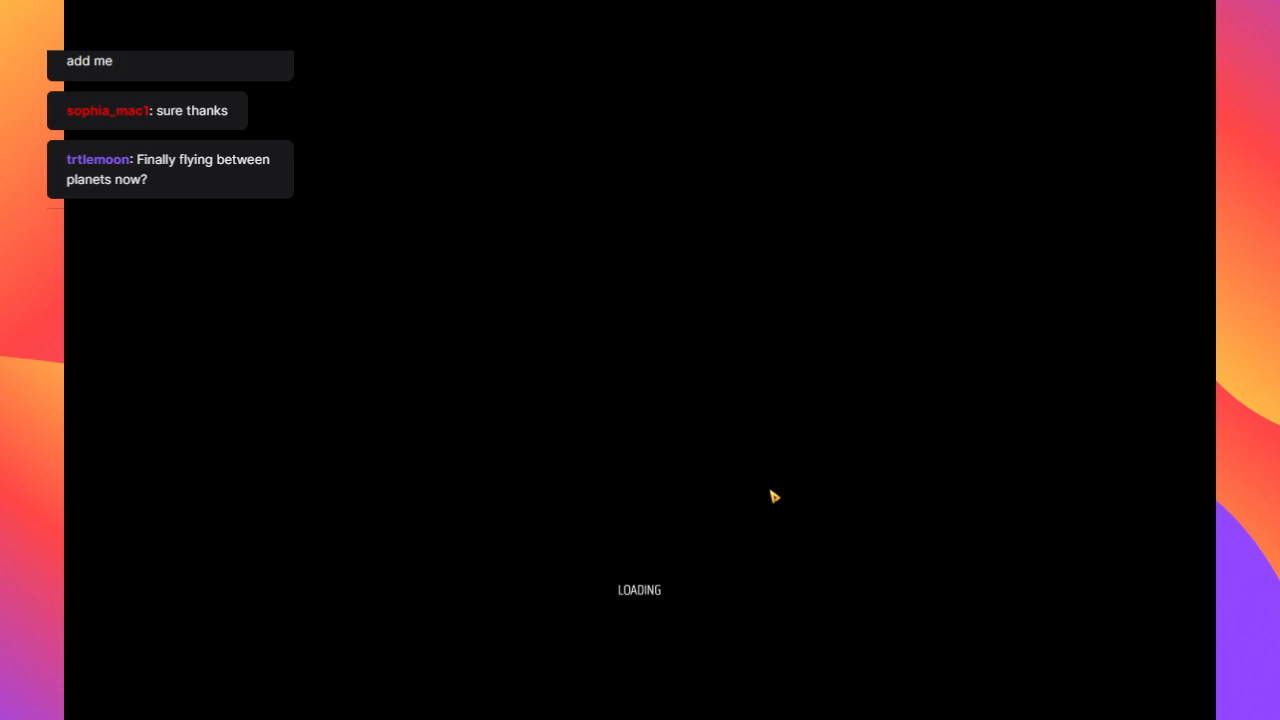 add me
sophia_mac1: sure thanks
trtlemoon: Finally flying between
planets now?
LOADING